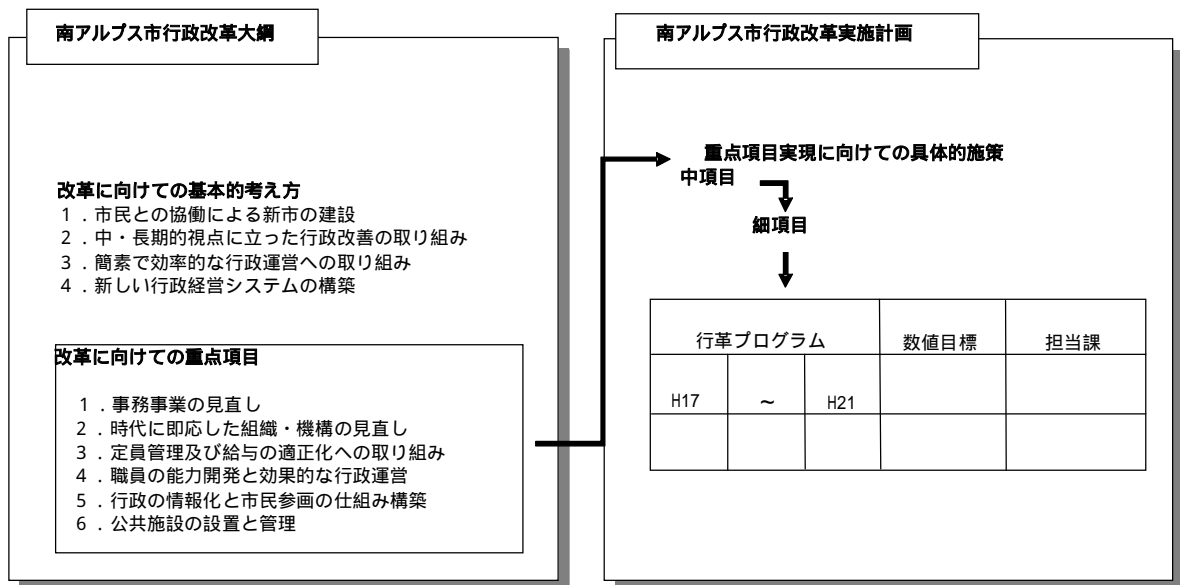 南アルプス市行政改革大綱
改革に向けての基本的考え方
１．市民との協働による新市の建設
２．中・長期的視点に立った行政改善の取り組み
３．簡素で効率的な行政運営への取り組み
４．新しい行政経営システムの構築
改革に向けての重点項目
１．事務事業の見直し
２．時代に即応した組織・機構の見直し
３．定員管理及び給与の適正化への取り組み
４．職員の能力開発と効果的な行政運営
５．行政の情報化と市民参画の仕組み構築
６．公共施設の設置と管理
南アルプス市行政改革実施計画
重点項目実現に向けての具体的施策
中項目
細項目
行革プログラム 数値目標 担当課
H17 ～ H21